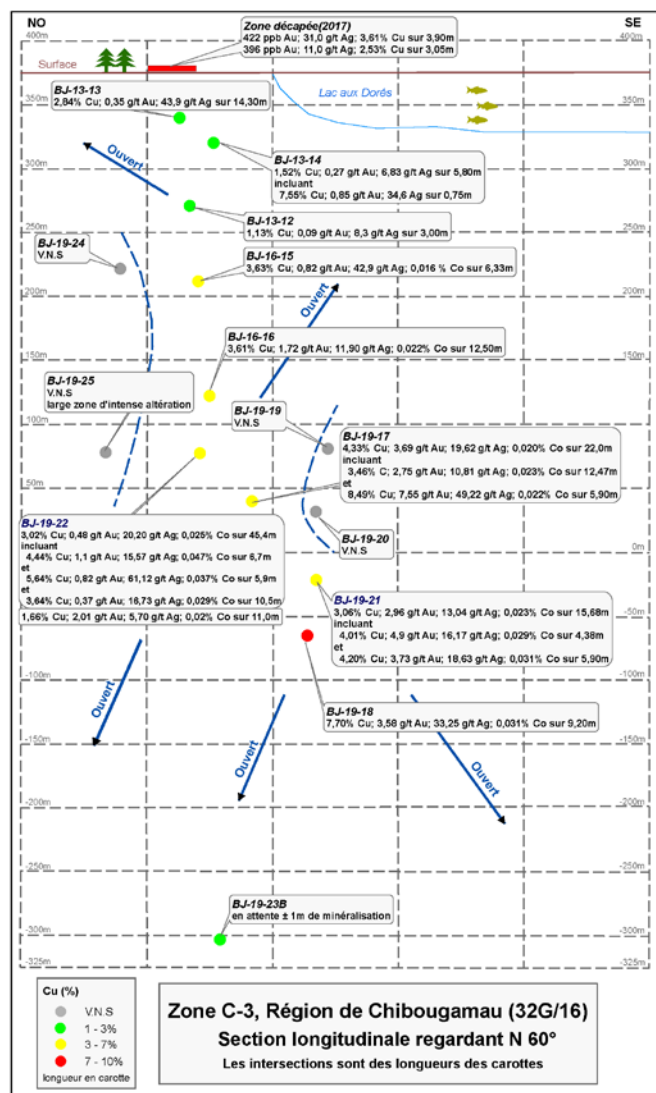 NO
SE
400m
400m
Zone décapée(2017)
422 ppb Au; 31,0 g/t Ag; 3,61% Cu sur 3,90m
396 ppb Au; 11,0 g/t Ag; 2,53% Cu sur 3,05m
Surface
Lac aux Dorés
BJ-13-13
2,84% Cu; 0,35 g/t Au; 43,9 g/t Ag sur 14,30m
350m
350m
BJ-13-14
1,52% Cu; 0,27 g/t Au; 6,83 g/t Ag sur 5,80m
incluant
7,55% Cu; 0,85 g/t Au; 34,6 Ag sur 0,75m
Ouvert
300m
300m
BJ-13-12
1,13% Cu; 0,09 g/t Au; 8,3 g/t Ag sur 3,00m
250m
250m
BJ-19-24
V.N.S
BJ-16-15
3,63% Cu; 0,82 g/t Au; 42,9 g/t Ag; 0,016 % Co sur 6,33m
200m
200m
Ouvert
BJ-16-16
3,61% Cu; 1,72 g/t Au; 11,90 g/t Ag; 0,022% Co sur 12,50m
150m
150m
BJ-19-25
V.N.S
large zone d'intense altération
BJ-19-19
V.N.S
100m
100m
BJ-19-17
4,33% Cu; 3,69 g/t Au; 19,62 g/t Ag; 0,020% Co sur 22,0m
incluant
3,46% C; 2,75 g/t Au; 10,81 g/t Ag; 0,023% Co sur 12,47m
et
8,49% Cu; 7,55 g/t Au; 49,22 g/t Ag; 0,022% Co sur 5,90m
50m
50m
BJ-19-22
3,02% Cu; 0,48 g/t Au; 20,20 g/t Ag; 0,025% Co sur 45,4m
incluant
4,44% Cu; 1,1 g/t Au; 15,57 g/t Ag; 0,047% Co sur 6,7m
et
5,64% Cu; 0,82 g/t Au; 61,12 g/t Ag; 0,037% Co sur 5,9m
et
3,64% Cu; 0,37 g/t Au; 16,73 g/t Ag; 0,029% Co sur 10,5m
1,66% Cu; 2,01 g/t Au; 5,70 g/t Ag; 0,02% Co sur 11,0m
BJ-19-20
V.N.S
0m
0m
BJ-19-21
3,06% Cu; 2,96 g/t Au; 13,04 g/t Ag; 0,023% Co sur 15,68m
incluant
4,01% Cu; 4,9 g/t Au; 16,17 g/t Ag; 0,029% Co sur 4,38m
et
4,20% Cu; 3,73 g/t Au; 18,63 g/t Ag; 0,031% Co sur 5,90m
-50m
-50m
-100m
-100m
BJ-19-18
7,70% Cu; 3,58 g/t Au; 33,25 g/t Ag; 0,031% Co sur 9,20m
Ouvert
Ouvert
Ouvert
-150m
-150m
-200m
-200m
-250m
-250m
BJ-19-23B
en attente ± 1m de minéralisation
-300m
-300m
-325m
-325m
Cu (%)
V.N.S
1 - 3%
3 - 7%
7 - 10%
longueur en carotte
Zone C-3, Région de Chibougamau (32G/16)
Section longitudinale regardant N 60°
Les intersections sont des longueurs des carottes